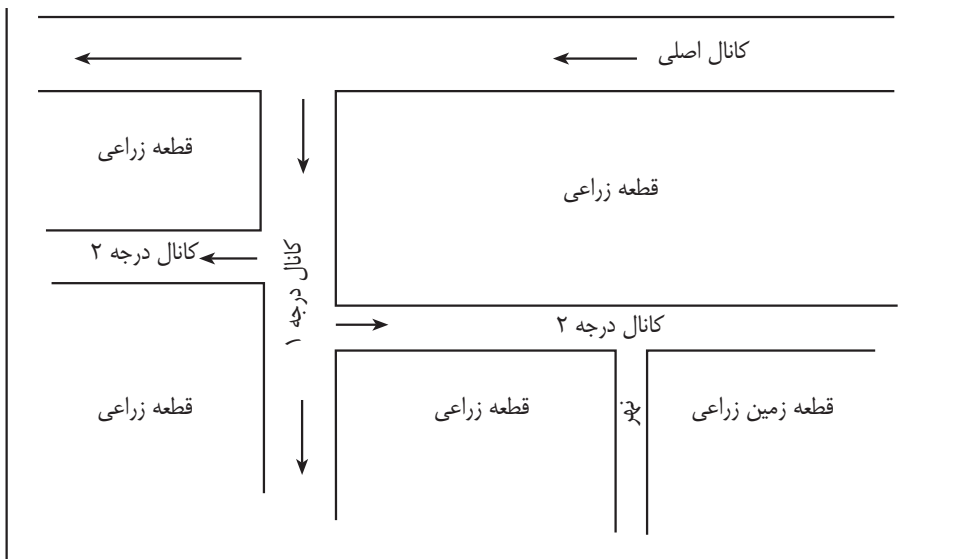 کانال اصلی
قطعه زراعی
قطعه زراعی
کانال درجه ۱
کانال درجه ۲
کانال درجه ۲
قطعه زمین زراعی
نهر
قطعه زراعی
قطعه زراعی